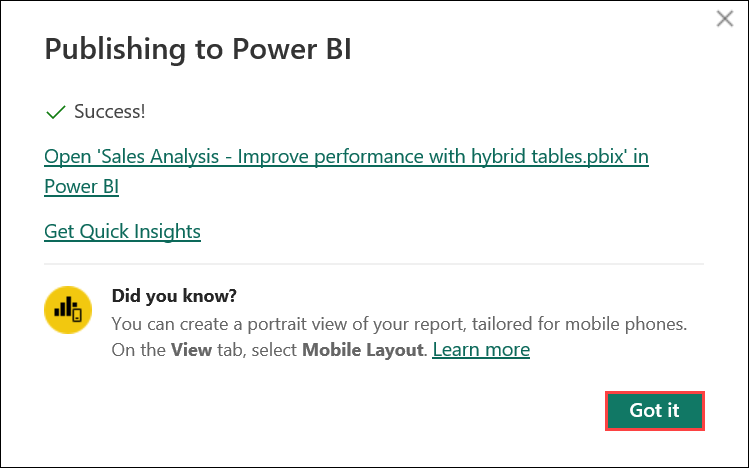 Publishing to Power BI
Success!
Open 'Sales Analysis - Improve performance with hybrid tables.pbix' in
Power BI
Get Quick Insights
Did you know?
You can create a portrait view of your report, tailored for mobile phones.
On the View tab, select Mobile Layout. Learn more
Got it